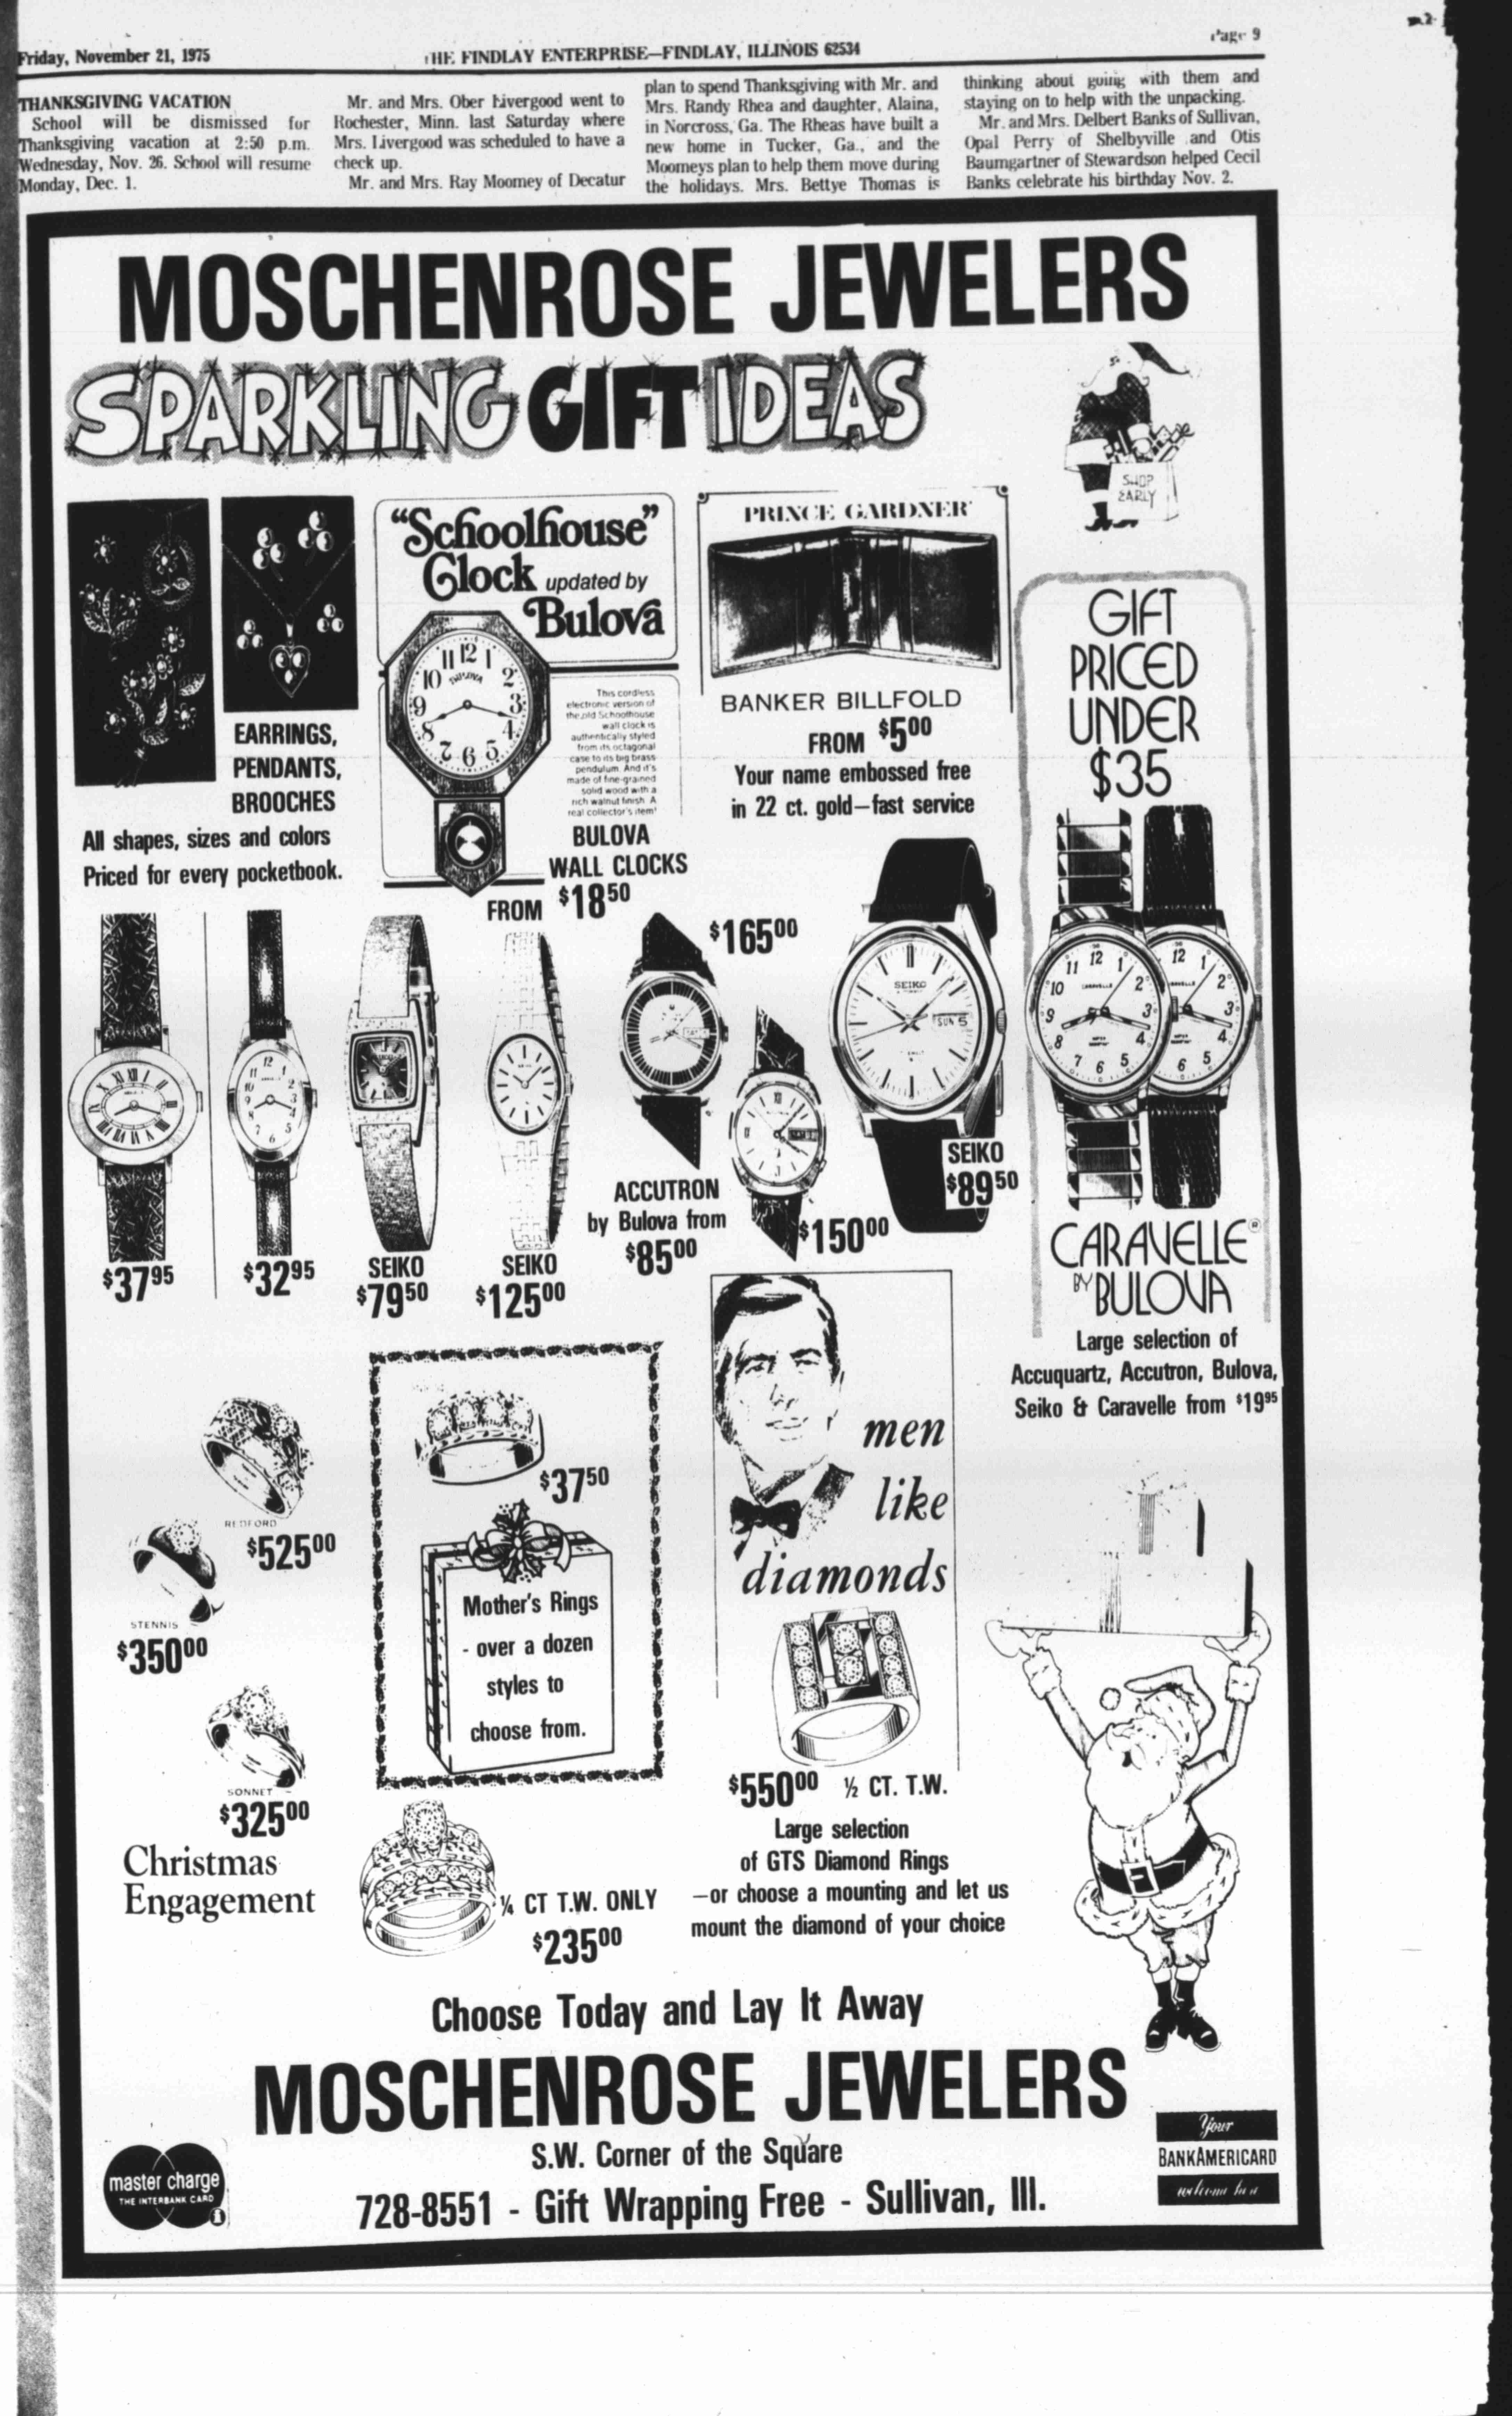 Friday, November 21, 1975
THE FINDLAY ENTERPRISE—FINDLAY, ILLINOIS 62534
Page 9
THANKSGIVING VACATION
School will be dismissed for
Thanksgiving vacation at 2:50 p.m.
Wednesday, Nov. 26. School will resume
Monday, Dec. 1.
Mr. and Mrs. Ober Livergood went to
Rochester, Minn. last Saturday where
Mrs. Livergood was scheduled to have a
check up.
Mr. and Mrs. Ray Moomey of Decatur
plan to spend Thanksgiving with Mr. and
Mrs. Randy Rhea and daughter, Alaina,
in Norcross, Ga. The Rheas have built a
new home in Tucker, Ga., and the
Moomeys plan to help them move during
the holidays. Mrs. Bettye Thomas is
thinking about going with them and
staying on to help with the unpacking.
Mr. and Mrs. Delbert Banks of Sullivan,
Opal Perry of Shelbyville and Otis
Baumgartner of Stewardson helped Cecil
Banks celebrate his birthday Nov. 2.
MOSCHENROSE JEWELERS
SPARKLING GIFT IDEAS
SHOP
EARLY
EARRINGS,
PENDANTS,
BROOCHES
All shapes, sizes and colors
Priced for every pocketbook.
"Schoolhouse"
Clock updated by
Bulova
This cordless
electronic version of
the old Schoolhouse
wall clock is
authentically styled
from its octagonal
case to its big brass
pendulum. And it's
made of fine-grained
solid wood with a
rich walnut finish. A
real collector's item!
BULOVA
WALL CLOCKS
FROM $18 50
PRINCE GARDNER
BANKER BILLFOLD
FROM $5 00
Your name embossed free
in 22 ct. gold—fast service
GIFT
PRICED
UNDER
$35
CARAVELLE®
BY BULOVA
Large selection of
Accuquartz, Accutron, Bulova,
Seiko & Caravelle from $19 95
$37 95
$32 95
SEIKO
$79 50
SEIKO
$125 00
$165 00
ACCUTRON
by Bulova from
$85 00
$150 00
SEIKO
SUN 5
SEIKO
$89 50
REDFORD
$525 00
STENNIS
$350 00
SONNET
$325 00
Christmas
Engagement
$37 50
Mother's Rings
- over a dozen
styles to
choose from.
¼ CT T.W. ONLY
$235 00
men
like
diamonds
$550 00 ½ CT. T.W.
Large selection
of GTS Diamond Rings
—or choose a mounting and let us
mount the diamond of your choice
Choose Today and Lay It Away
MOSCHENROSE JEWELERS
S.W. Corner of the Square
728-8551 - Gift Wrapping Free - Sullivan, Ill.
master charge
THE INTERBANK CARD
Your
BANKAMERICARD
welcome here